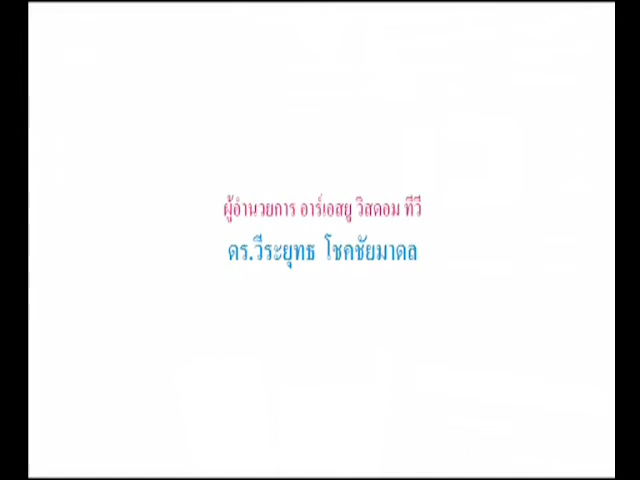 ผู้อำนวยการ อาร์เอสยู วิสดอม ทีวี
ดร.วีระยุทธ โชคชัยมาดล